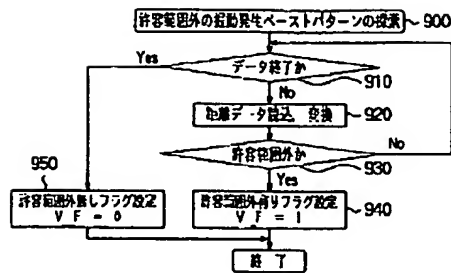 許容範囲外の振動発生ペーストパターンの探索 900
Yes
データ終了か
910
No
距離データ読込 変換 920
許容範囲外か
No
930
950
Yes
許容範囲外無しフラグ設定
VF = 0
許容範囲外有りフラグ設定
VF = 1
940
終了